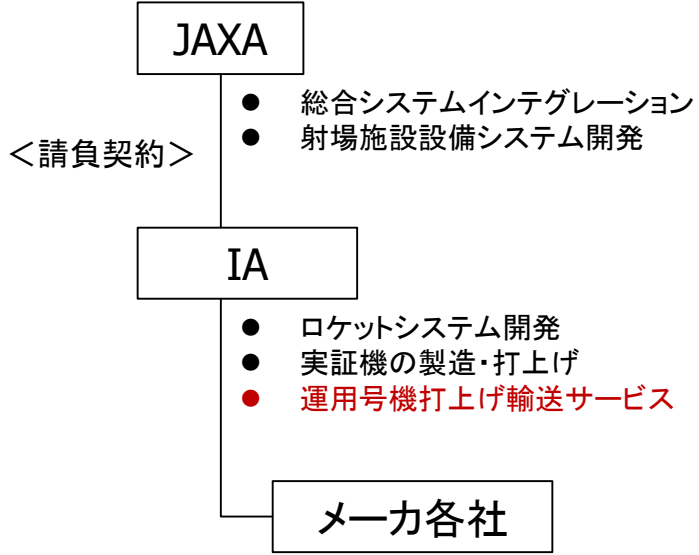 JAXA
● 総合システムインテグレーション
● 射場施設設備システム開発
＜請負契約＞
IA
● ロケットシステム開発
● 実証機の製造・打上げ
● 運用号機打上げ輸送サービス
メーカ各社